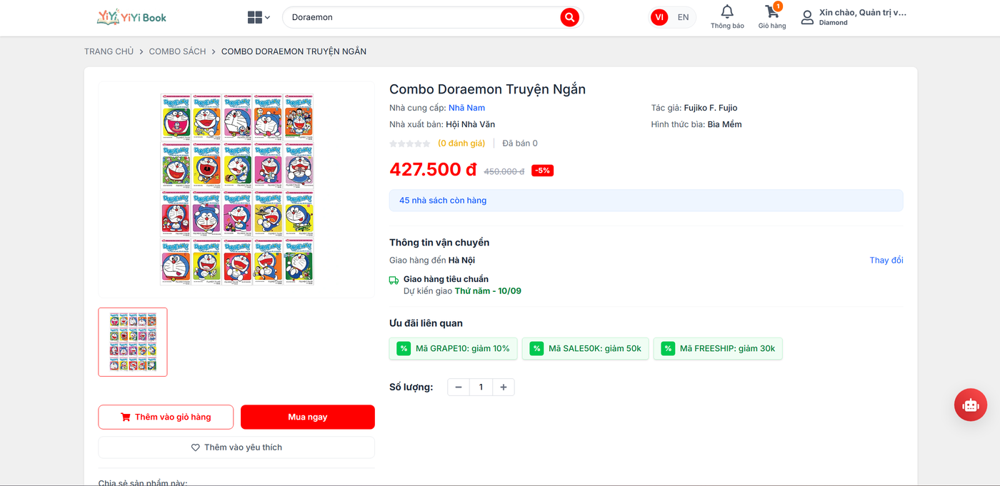 YiYi YiYi Book
Doraemon
VI EN
Thông báo
1
Giỏ hàng
Xin chào, Quản trị v...
Diamond
TRANG CHỦ > COMBO SÁCH > COMBO DORAEMON TRUYỆN NGẮN
Combo Doraemon Truyện Ngắn
Nhà cung cấp: Nhã Nam
Tác giả: Fujiko F. Fujio
Nhà xuất bản: Hội Nhà Văn
Hình thức bìa: Bìa Mềm
(0 đánh giá) Đã bán 0
427.500 đ 450.000 đ -5%
45 nhà sách còn hàng
Thông tin vận chuyển
Giao hàng đến Hà Nội Thay đổi
Giao hàng tiêu chuẩn
Dự kiến giao Thứ năm - 10/09
Ưu đãi liên quan
% Mã GRAPE10: giảm 10% % Mã SALE50K: giảm 50k % Mã FREESHIP: giảm 30k
Số lượng: − 1 +
Thêm vào giỏ hàng Mua ngay
Thêm vào yêu thích
Chia sẻ sản phẩm này: